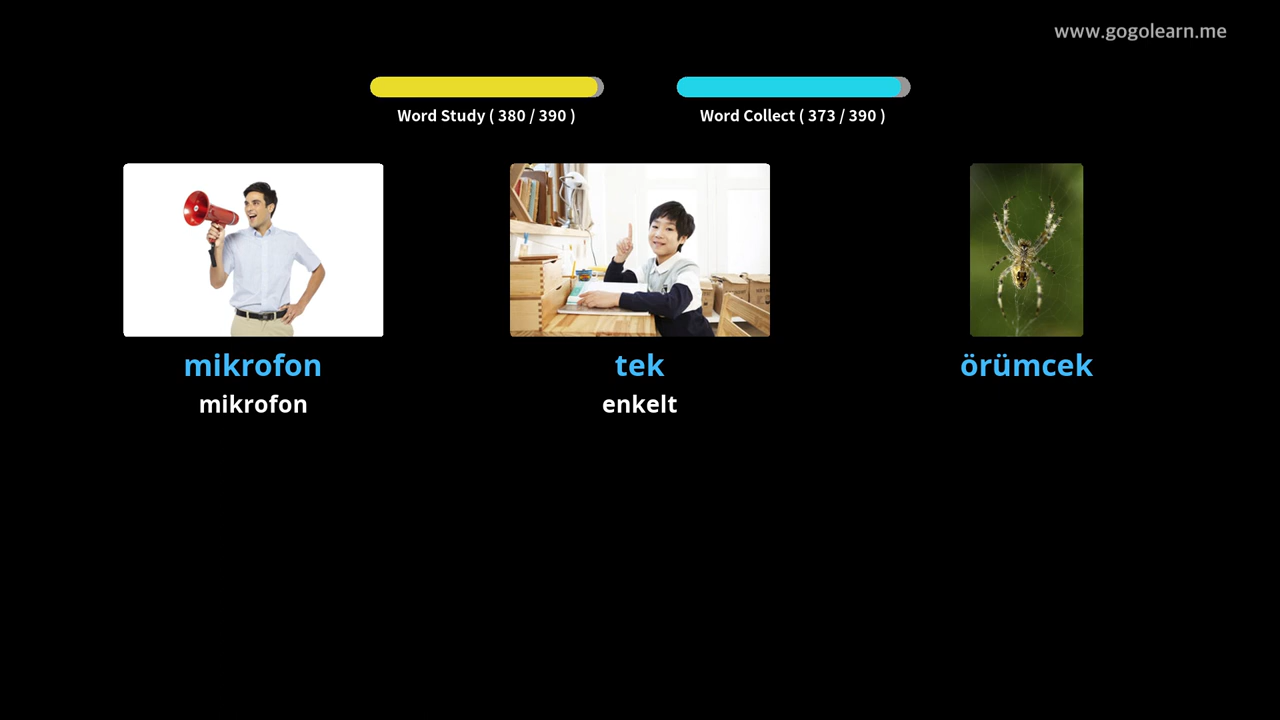 www.gogolearn.me
Word Study ( 380 / 390 )
Word Collect ( 373 / 390 )
mikrofon
mikrofon
tek
enkelt
örümcek